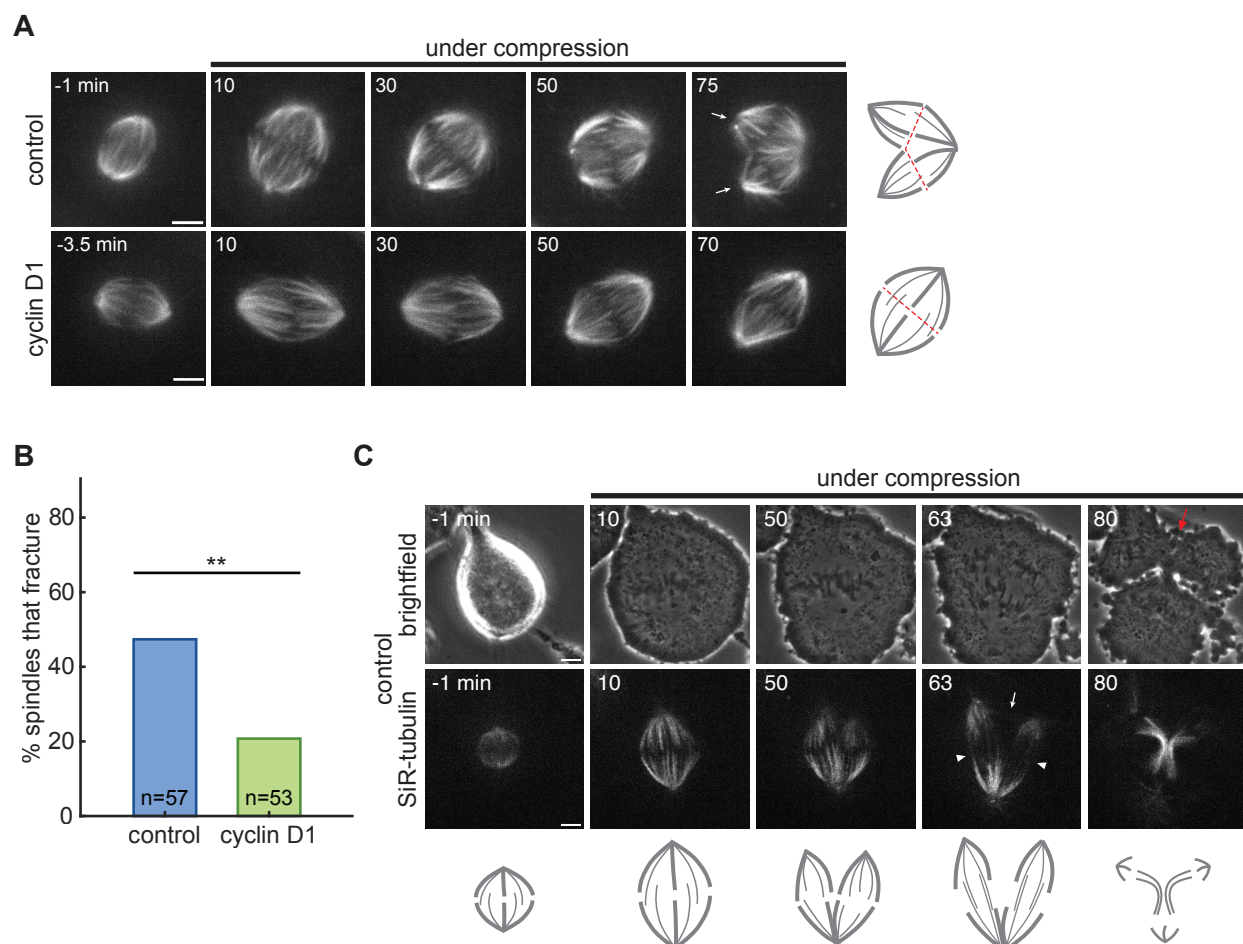 A
under compression
control
-1 min
10
30
50
75
cyclin D1
-3.5 min
10
30
50
70
B
% spindles that fracture
80
60
40
20
0
**
n=57
n=53
control
cyclin D1
C
under compression
control
brightfield
-1 min
10
50
63
80
SiR-tubulin
-1 min
10
50
63
80